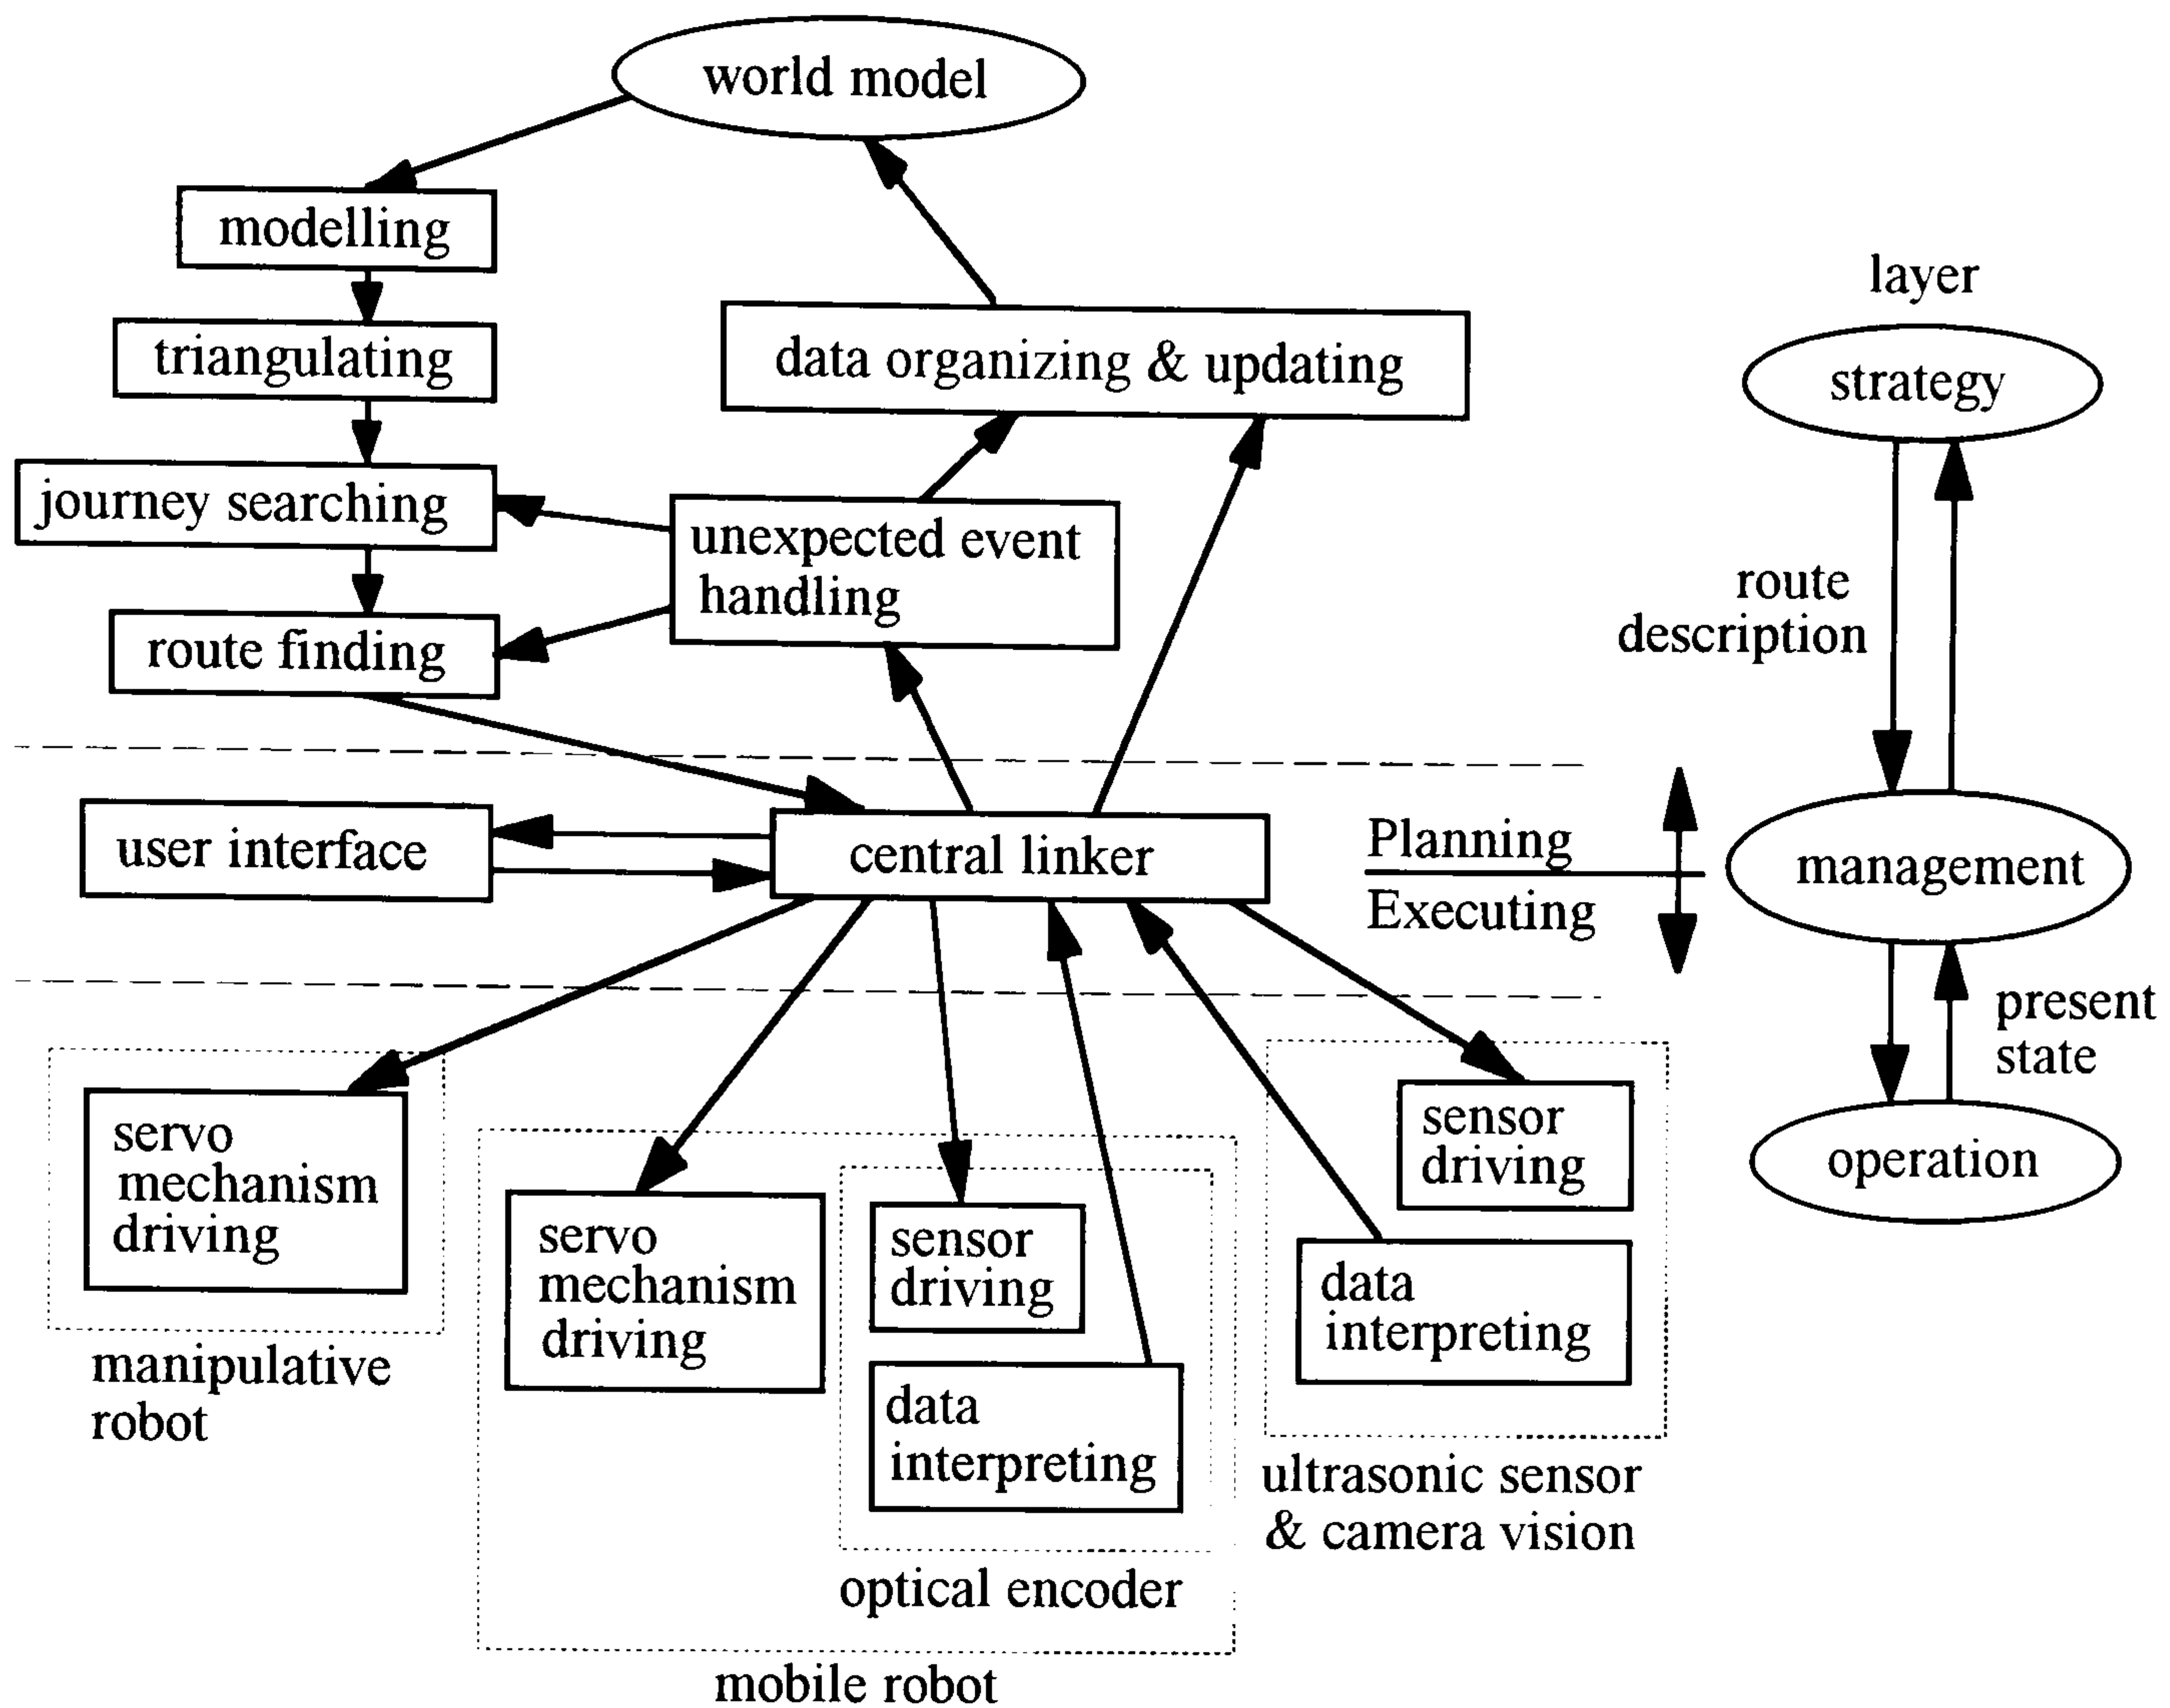 world model
modelling
triangulating
data organizing & updating
journey searching
unexpected event
handling
route finding
user interface
central linker
Planning
Executing
layer
strategy
route
description
management
present
state
operation
servo
mechanism
driving
manipulative
robot
servo
mechanism
driving
sensor
driving
data
interpreting
optical encoder
mobile robot
sensor
driving
data
interpreting
ultrasonic sensor
& camera vision